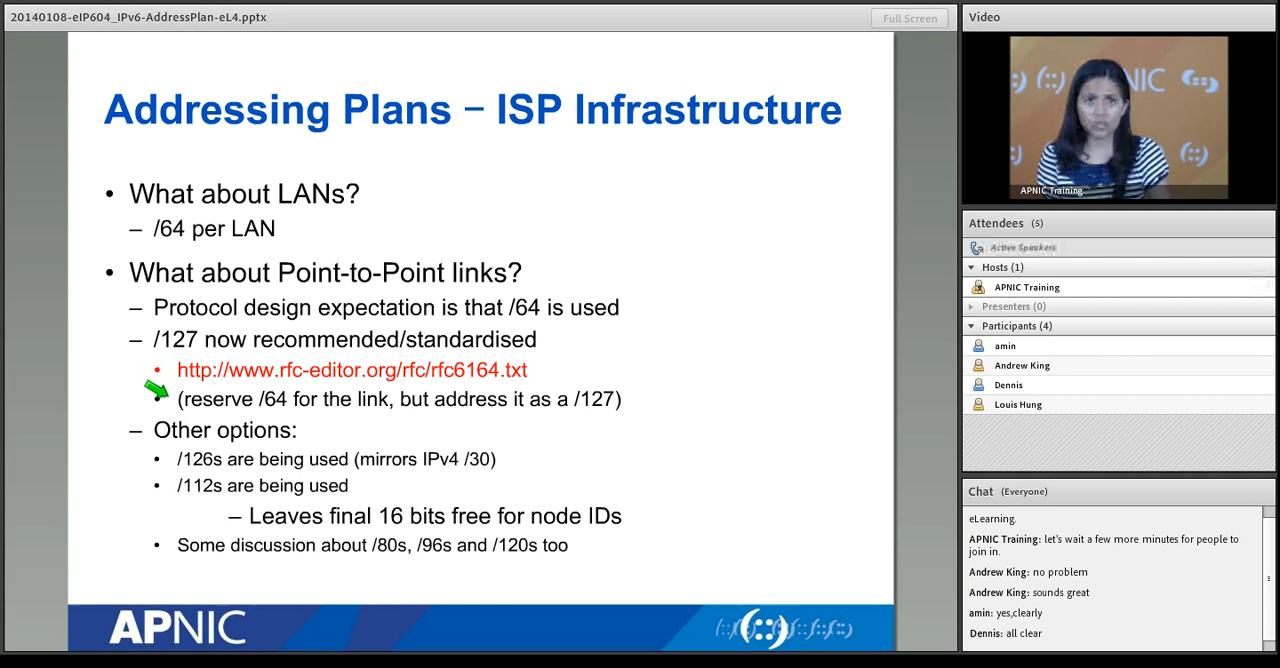 20140108-eIP604_IPv6-AddressPlan-eL4.pptx
Full Screen
Addressing Plans − ISP Infrastructure
• What about LANs?
– /64 per LAN
• What about Point-to-Point links?
– Protocol design expectation is that /64 is used
– /127 now recommended/standardised
• http://www.rfc-editor.org/rfc/rfc6164.txt
• (reserve /64 for the link, but address it as a /127)
– Other options:
• /126s are being used (mirrors IPv4 /30)
• /112s are being used
– Leaves final 16 bits free for node IDs
• Some discussion about /80s, /96s and /120s too
APNIC
Video
NIC
APNIC Training
Attendees (5)
Active Speakers
Hosts (1)
APNIC Training
Presenters (0)
Participants (4)
amin
Andrew King
Dennis
Louis Hung
Chat (Everyone)
eLearning.
APNIC Training: let's wait a few more minutes for people to
join in.
Andrew King: no problem
Andrew King: sounds great
amin: yes,clearly
Dennis: all clear